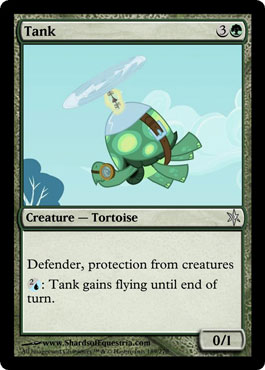 Tank 3
Creature — Tortoise
Defender, protection from creatures
: Tank gains flying until end of
turn.
www.ShardsofEquestria.com
0/1